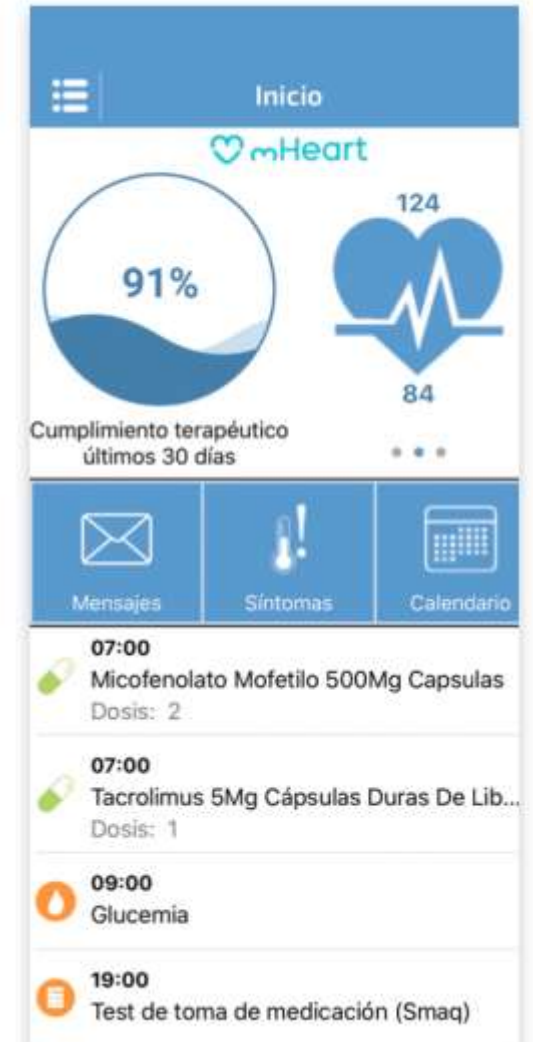 Inicio
mHeart
91%
124
84
Cumplimiento terapéutico
últimos 30 días
Mensajes
Síntomas
Calendario
07:00
Micofenolato Mofetilo 500Mg Capsulas
Dosis: 2
07:00
Tacrolimus 5Mg Cápsulas Duras De Lib...
Dosis: 1
09:00
Glucemia
19:00
Test de toma de medicación (Smaq)